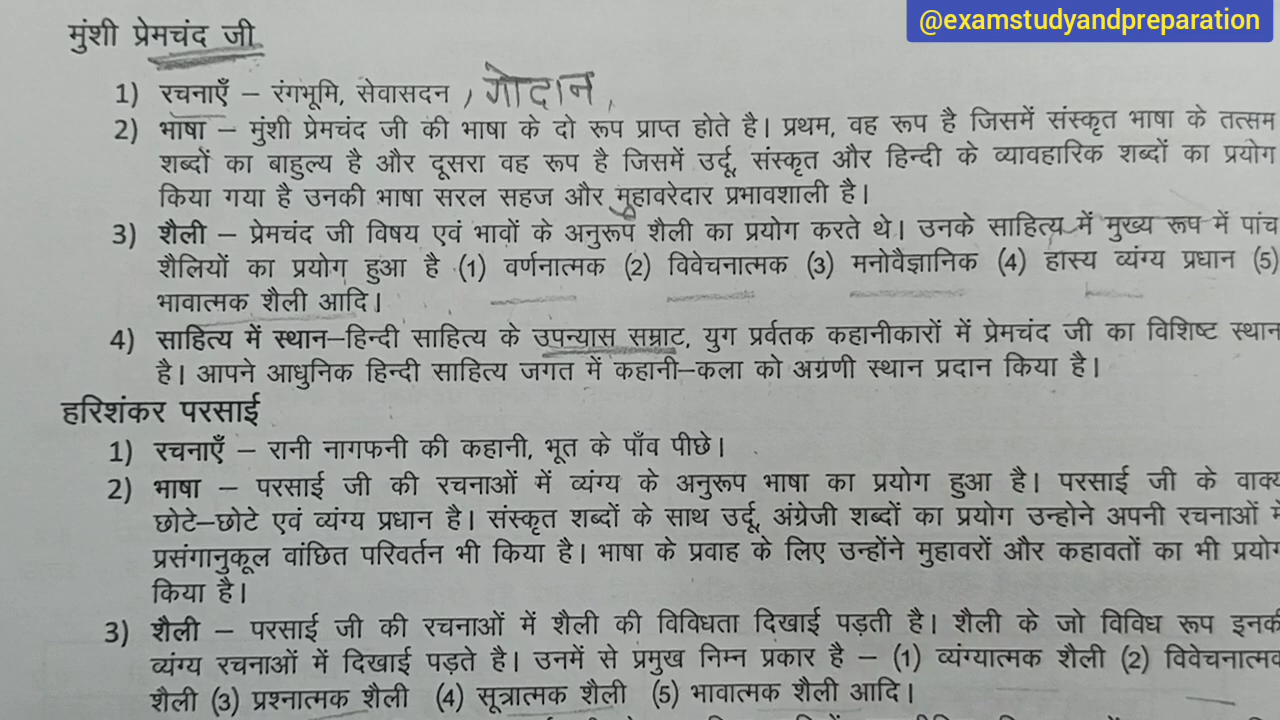 @examstudyandpreparation
मुंशी प्रेमचंद जी
1) रचनाएँ – रंगभूमि, सेवासदन , गोदान,
2) भाषा – मुंशी प्रेमचंद जी की भाषा के दो रूप प्राप्त होते है। प्रथम, वह रूप है जिसमें संस्कृत भाषा के तत्सम
शब्दों का बाहुल्य है और दूसरा वह रूप है जिसमें उर्दू, संस्कृत और हिन्दी के व्यावहारिक शब्दों का प्रयोग
किया गया है उनकी भाषा सरल सहज और मुहावरेदार प्रभावशाली है।
3) शैली – प्रेमचंद जी विषय एवं भावों के अनुरूप शैली का प्रयोग करते थे। उनके साहित्य में मुख्य रूप में पांच
शैलियों का प्रयोग हुआ है (1) वर्णनात्मक (2) विवेचनात्मक (3) मनोवैज्ञानिक (4) हास्य व्यंग्य प्रधान (5)
भावात्मक शैली आदि।
4) साहित्य में स्थान–हिन्दी साहित्य के उपन्यास सम्राट, युग प्रर्वतक कहानीकारों में प्रेमचंद जी का विशिष्ट स्थान
है। आपने आधुनिक हिन्दी साहित्य जगत में कहानी–कला को अग्रणी स्थान प्रदान किया है।
हरिशंकर परसाई
1) रचनाएँ – रानी नागफनी की कहानी, भूत के पाँव पीछे।
2) भाषा – परसाई जी की रचनाओं में व्यंग्य के अनुरूप भाषा का प्रयोग हुआ है। परसाई जी के वाक्य
छोटे–छोटे एवं व्यंग्य प्रधान है। संस्कृत शब्दों के साथ उर्दू, अंग्रेजी शब्दों का प्रयोग उन्होने अपनी रचनाओं में
प्रसंगानुकूल वांछित परिवर्तन भी किया है। भाषा के प्रवाह के लिए उन्होंने मुहावरों और कहावतों का भी प्रयोग
किया है।
3) शैली – परसाई जी की रचनाओं में शैली की विविधता दिखाई पड़ती है। शैली के जो विविध रूप इनकी
व्यंग्य रचनाओं में दिखाई पड़ते है। उनमें से प्रमुख निम्न प्रकार है – (1) व्यंग्यात्मक शैली (2) विवेचनात्मक
शैली (3) प्रश्नात्मक शैली (4) सूत्रात्मक शैली (5) भावात्मक शैली आदि।